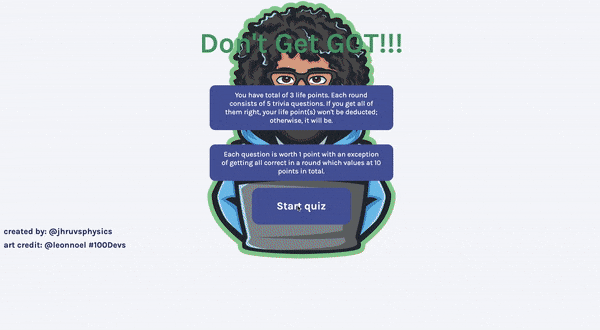 Don't Get GOT!!!
You have total of 3 life points. Each round
consists of 5 trivia questions. If you get all of
them right, your life point(s) won't be deducted;
otherwise, it will be.
Each question is worth 1 point with an exception
of getting all correct in a round which values at 10
points in total.
Start quiz
created by: @jhruvsphysics
art credit: @leonnoel #100Devs